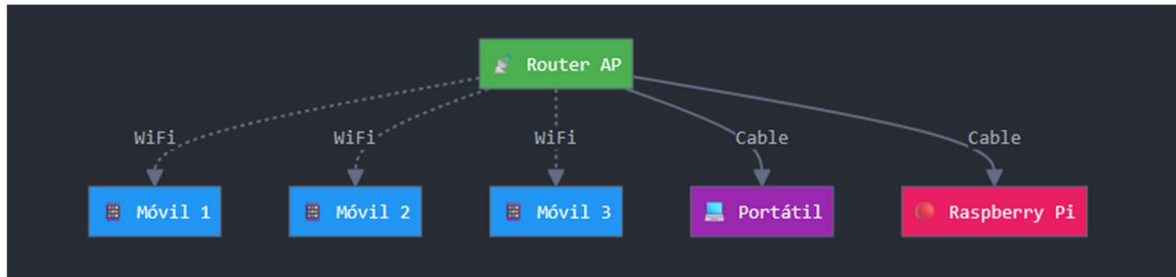 Router AP
WiFi WiFi WiFi Cable Cable
Móvil 1 Móvil 2 Móvil 3 Portátil Raspberry Pi